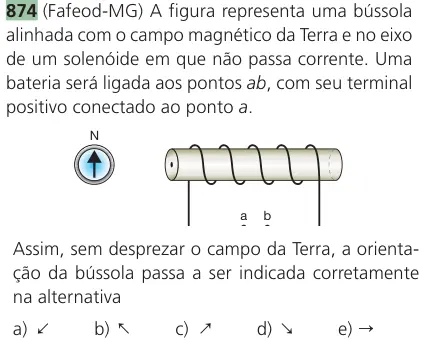 874 (Fafeod-MG) A figura representa uma bússola
alinhada com o campo magnético da Terra e no eixo
de um solenóide em que não passa corrente. Uma
bateria será ligada aos pontos ab, com seu terminal
positivo conectado ao ponto a.
N
a b
Assim, sem desprezar o campo da Terra, a orienta-
ção da bússola passa a ser indicada corretamente
na alternativa
a) ↙ b) ↖ c) ↗ d) ↘ e) →